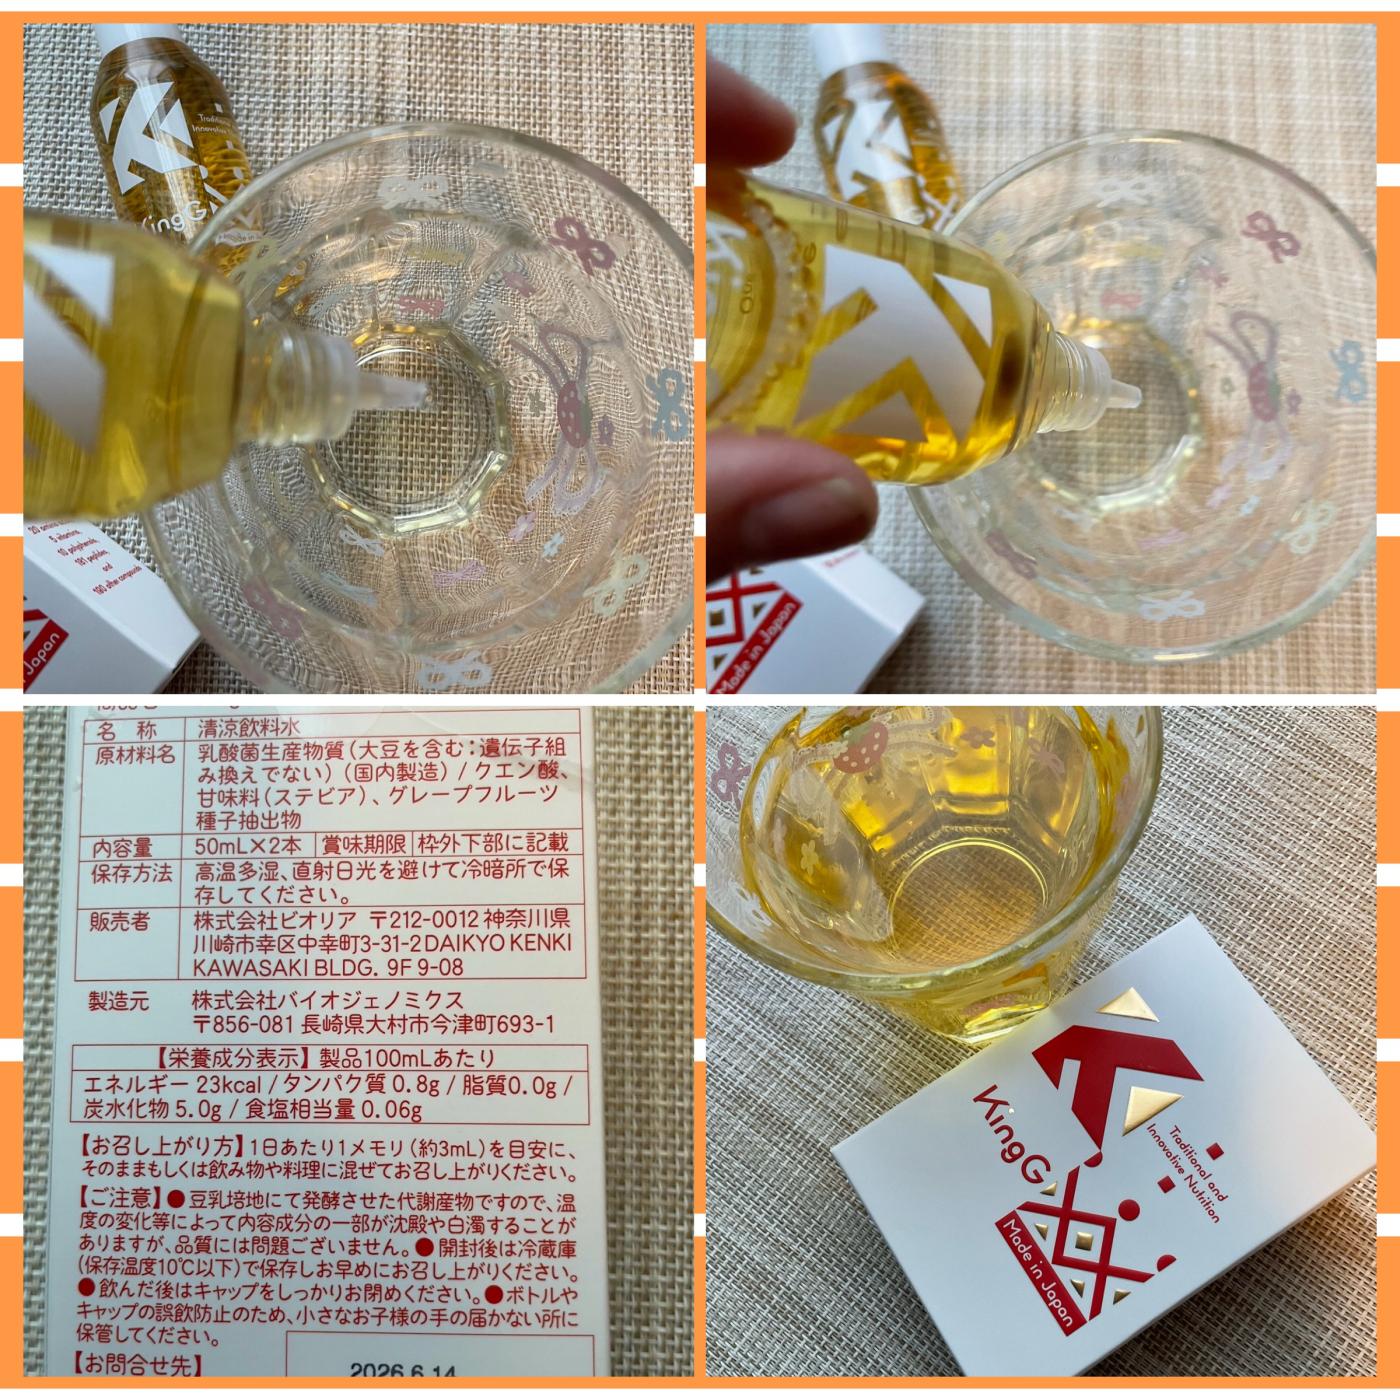 Innovative
KingG
20 amino
5 vitamins,
10 polyphenols,
181 peptides,
and
190 other compounds
Japan
Made in Japan
名　称　清涼飲料水
原材料名　乳酸菌生産物質（大豆を含む：遺伝子組
み換えでない）（国内製造）/クエン酸、
甘味料（ステビア）、グレープフルーツ
種子抽出物
内容量　50mL×2本　賞味期限　枠外下部に記載
保存方法　高温多湿、直射日光を避けて冷暗所で保
存してください。
販売者　株式会社ビオリア 〒212-0012 神奈川県
川崎市幸区中幸町3-31-2 DAIKYO KENKI
KAWASAKI BLDG. 9F 9-08
製造元　株式会社バイオジェノミクス
〒856-081 長崎県大村市今津町693-1
【栄養成分表示】製品100mLあたり
エネルギー 23kcal / タンパク質 0.8g / 脂質0.0g /
炭水化物 5.0g / 食塩相当量 0.06g
【お召し上がり方】1日あたり1メモリ（約3mL）を目安に、
そのままもしくは飲み物や料理に混ぜてお召し上がりください。
【ご注意】●豆乳培地にて発酵させた代謝産物ですので、温
度の変化等によって内容成分の一部が沈殿や白濁することが
ありますが、品質には問題ございません。●開封後は冷蔵庫
（保存温度10℃以下）で保存しお早めにお召し上がりください。
●飲んだ後はキャップをしっかりお閉めください。●ボトルや
キャップの誤飲防止のため、小さなお子様の手の届かない所に
保管してください。
【お問合せ先】
2026.6.14
KingG
Traditional and
Innovative Nutrition
Made in Japan